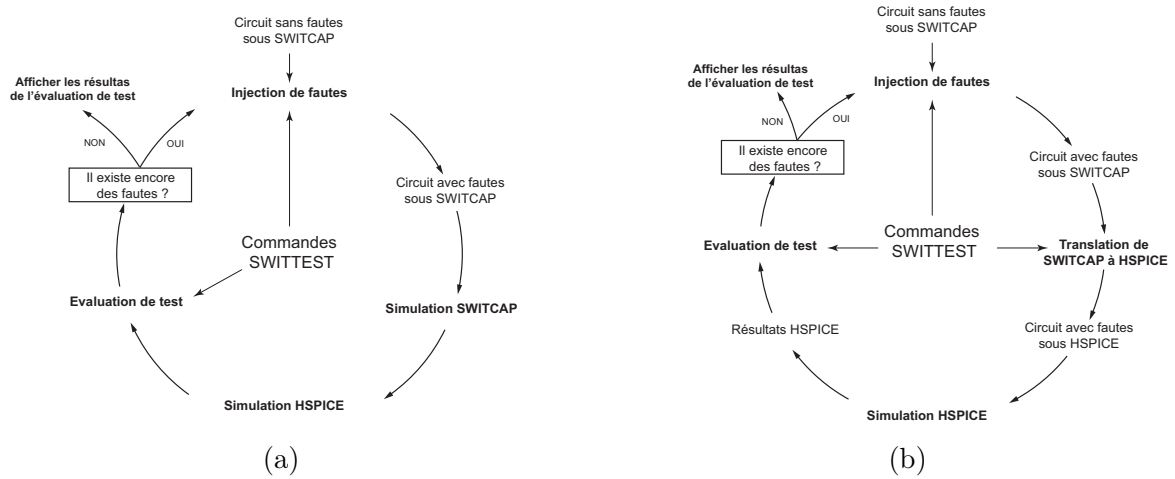 Circuit sans fautes
sous SWITCAP
Afficher les résultas
de l'évaluation de test
Injection de fautes
NON
OUI
Il existe encore
des fautes ?
Circuit avec fautes
sous SWITCAP
Commandes
SWITTEST
Evaluation de test
Simulation SWITCAP
Simulation HSPICE
(a)
Circuit sans fautes
sous SWITCAP
Afficher les résultas
de l'évaluation de test
Injection de fautes
NON
OUI
Il existe encore
des fautes ?
Circuit avec fautes
sous SWITCAP
Commandes
SWITTEST
Evaluation de test
Translation de
SWITCAP à HSPICE
Résultats HSPICE
Circuit avec fautes
sous HSPICE
Simulation HSPICE
(b)